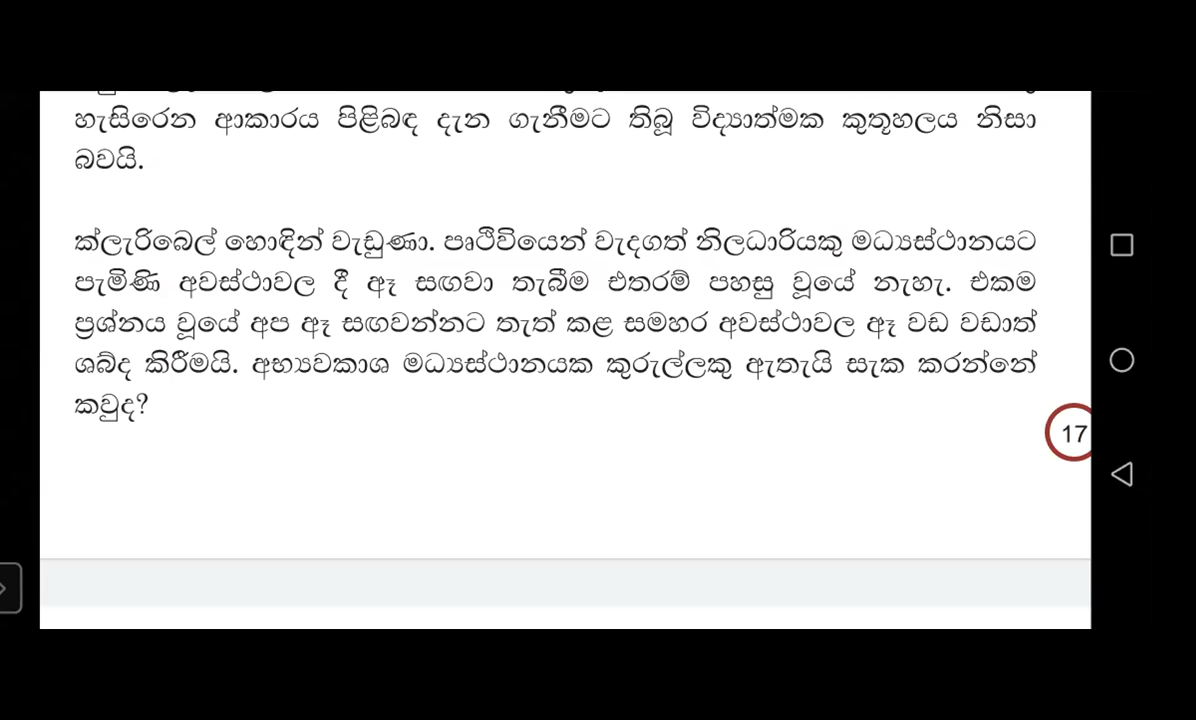 හැසිරෙන ආකාරය පිළිබඳ දැන ගැනීමට තිබූ විද්‍යාත්මක කුතූහලය නිසා
බවයි.
ක්ලැරිබෙල් හොඳින් වැඩුණා. පෘථිවියෙන් වැදගත් නිලධාරියකු මධ්‍යස්ථානයට
පැමිණි අවස්ථාවල දී ඈ සඟවා තැබීම එතරම් පහසු වූයේ නැහැ. එකම
ප්‍රශ්නය වූයේ අප ඈ සඟවන්නට තැත් කළ සමහර අවස්ථාවල ඈ වඩ වඩාත්
ශබ්ද කිරීමයි. අභ්‍යවකාශ මධ්‍යස්ථානයක කුරුල්ලකු ඇතැයි සැක කරන්නේ
කවුද?
17